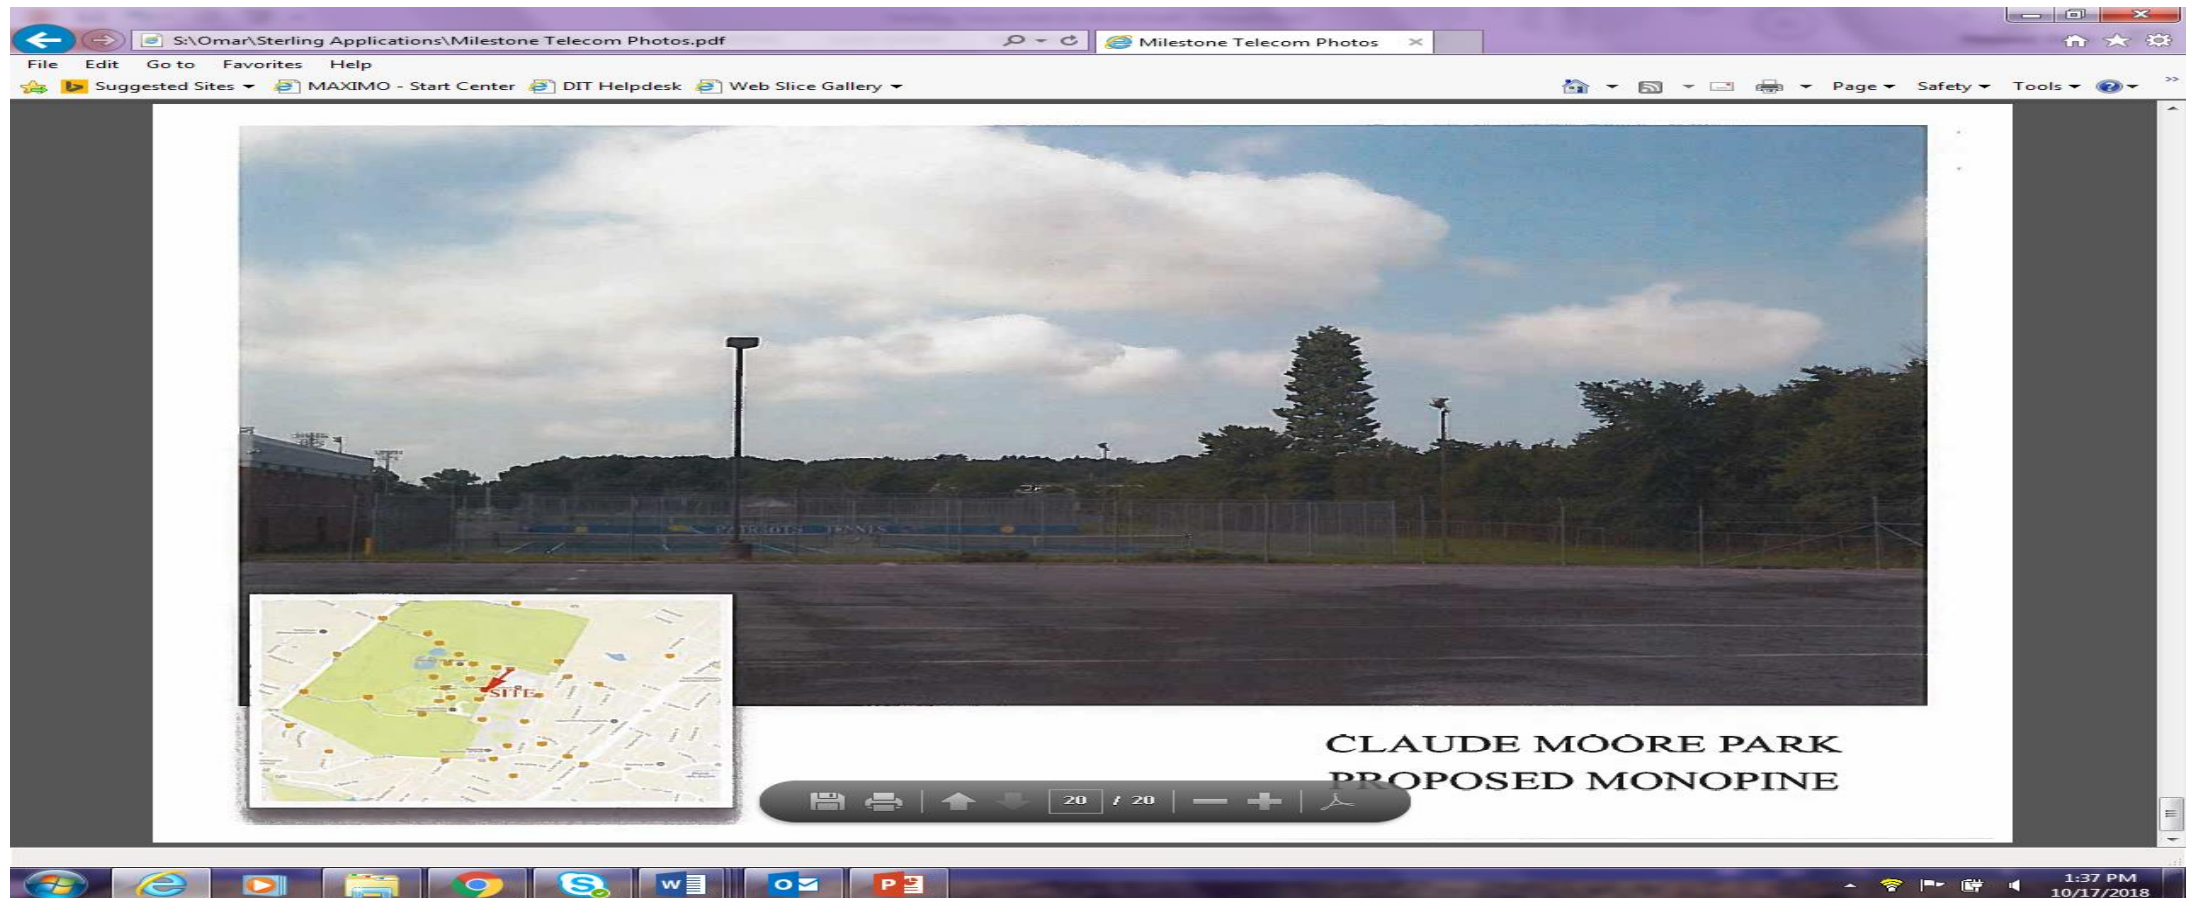 S:\Omar\Sterling Applications\Milestone Telecom Photos.pdf
Milestone Telecom Photos
File Edit Go to Favorites Help
Suggested Sites MAXIMO - Start Center DIT Helpdesk Web Slice Gallery
Page Safety Tools
PATRIOTS TENNIS
SITE
CLAUDE MOORE PARK
PROPOSED MONOPINE
20 / 20
1:37 PM
10/17/2018